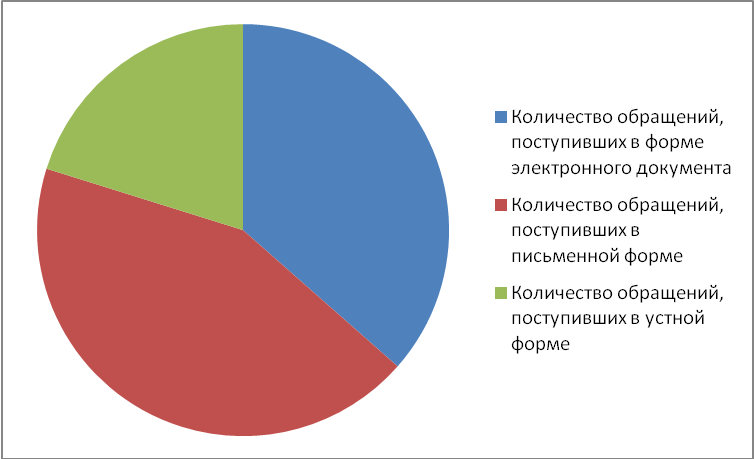 Количество обращений,
поступивших в форме
электронного документа
Количество обращений,
поступивших в
письменной форме
Количество обращений,
поступивших в устной
форме